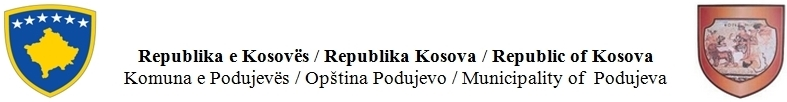 Republika e Kosovës / Republika Kosova / Republic of Kosova
Komuna e Podujevës / Opština Podujevo / Municipality of Podujeva